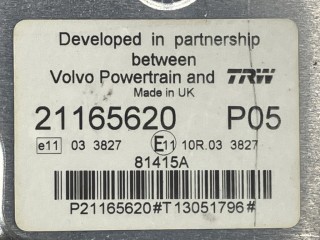 Developed in partnership
between
Volvo Powertrain and TRW
Made in UK
21165620 P05
e11 03 3827 E11 10R.03 3827
81415A
P21165620#T13051796#